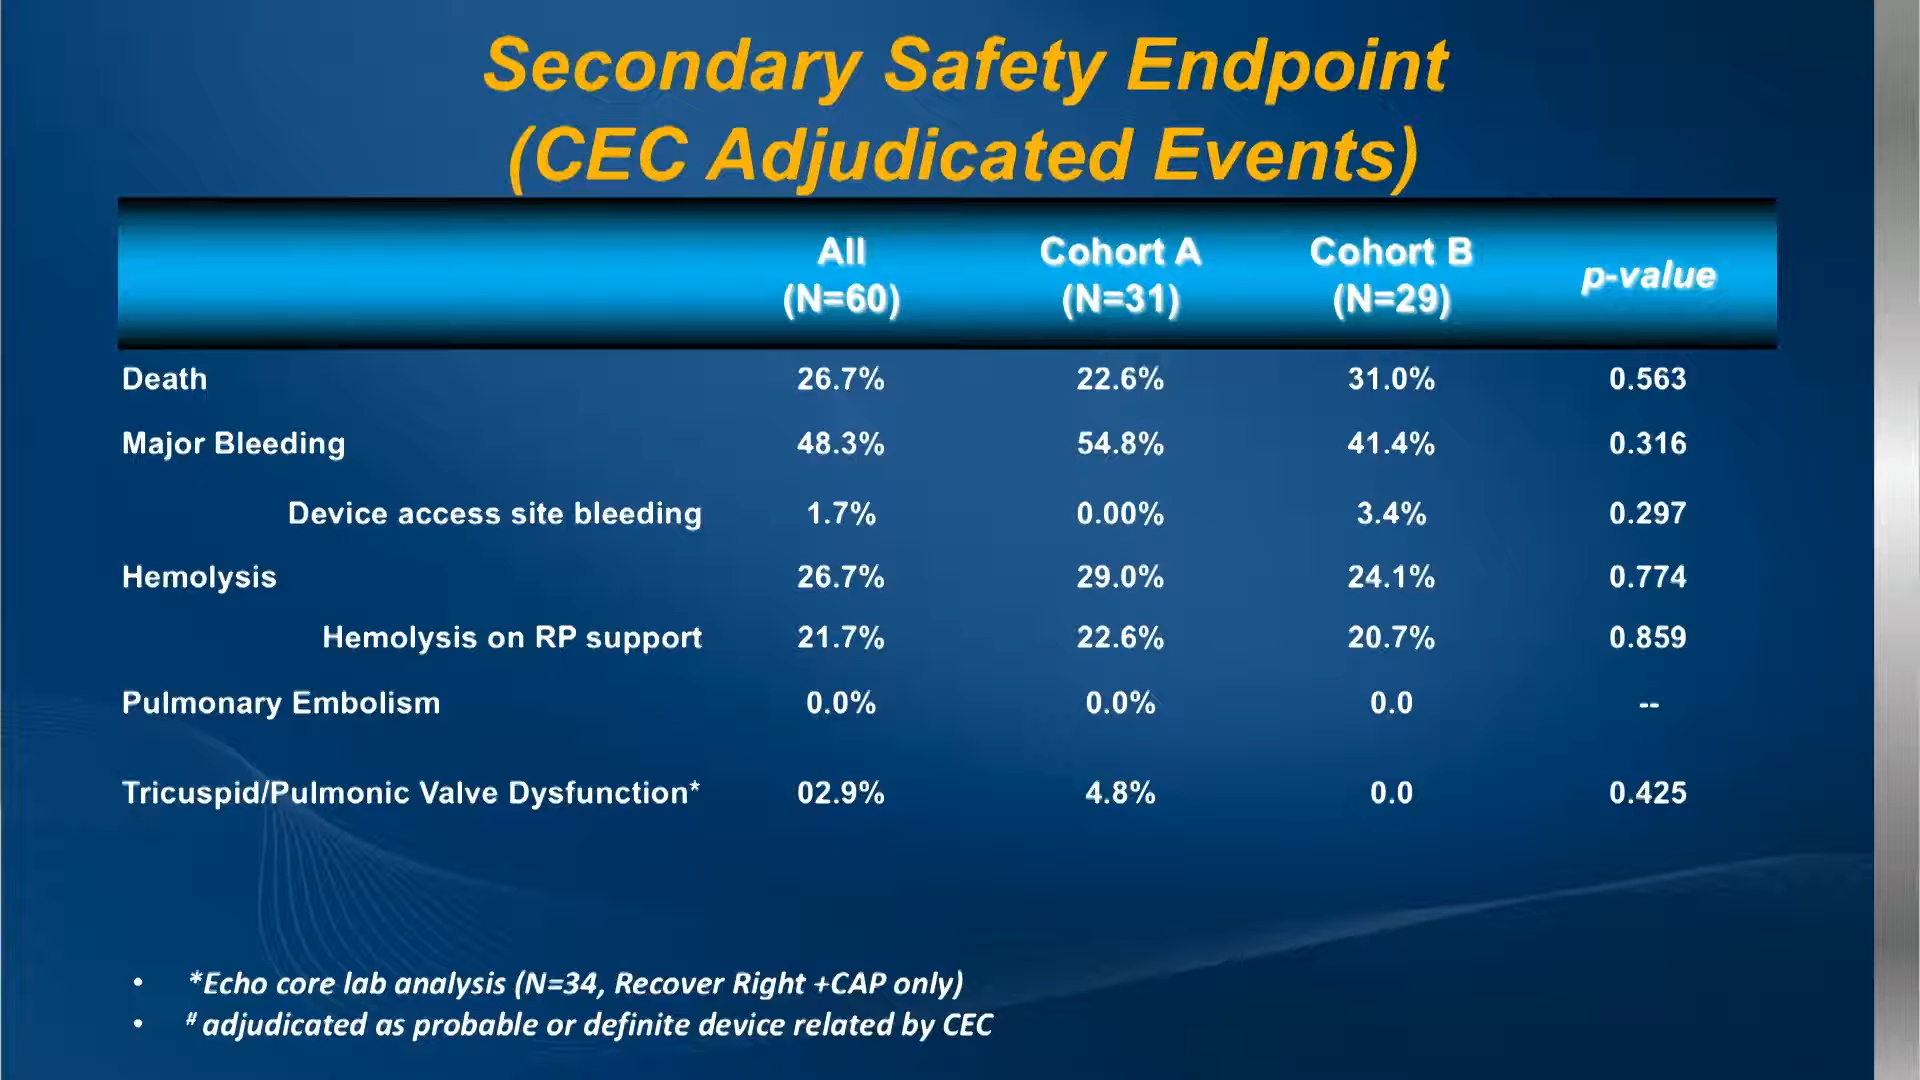 Secondary Safety Endpoint
(CEC Adjudicated Events)
All (N=60) Cohort A (N=31) Cohort B (N=29) p-value
Death 26.7% 22.6% 31.0% 0.563
Major Bleeding 48.3% 54.8% 41.4% 0.316
Device access site bleeding 1.7% 0.00% 3.4% 0.297
Hemolysis 26.7% 29.0% 24.1% 0.774
Hemolysis on RP support 21.7% 22.6% 20.7% 0.859
Pulmonary Embolism 0.0% 0.0% 0.0 --
Tricuspid/Pulmonic Valve Dysfunction* 02.9% 4.8% 0.0 0.425
• *Echo core lab analysis (N=34, Recover Right +CAP only)
• # adjudicated as probable or definite device related by CEC